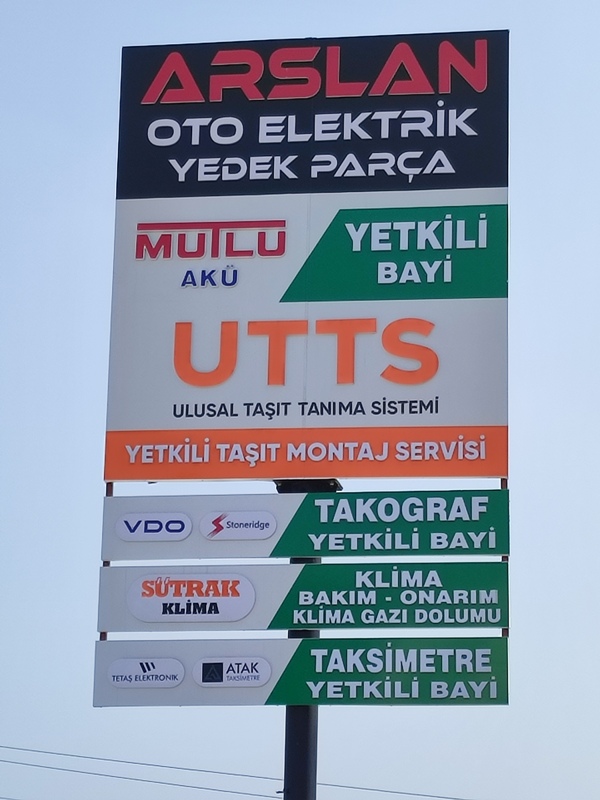 ARSLAN
OTO ELEKTRİK
YEDEK PARÇA
MUTLU
AKÜ
YETKİLİ
BAYİ
UTTS
ULUSAL TAŞIT TANIMA SİSTEMİ
YETKİLİ TAŞIT MONTAJ SERVİSİ
VDO
Stoneridge
TAKOGRAF
YETKİLİ BAYİ
SÜTRAK
KLİMA
KLİMA
BAKIM - ONARIM
KLİMA GAZI DOLUMU
TETAŞ ELEKTRONİK
ATAK
TAKSİMETRE
TAKSİMETRE
YETKİLİ BAYİ